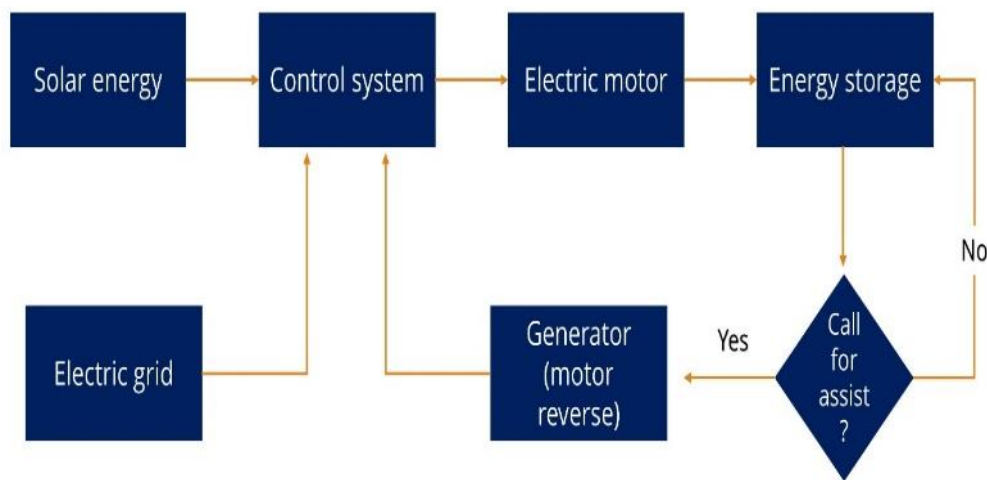 Solar energy
Control system
Electric motor
Energy storage
No
Electric grid
Generator
(motor
reverse)
Yes
Call
for
assist
?